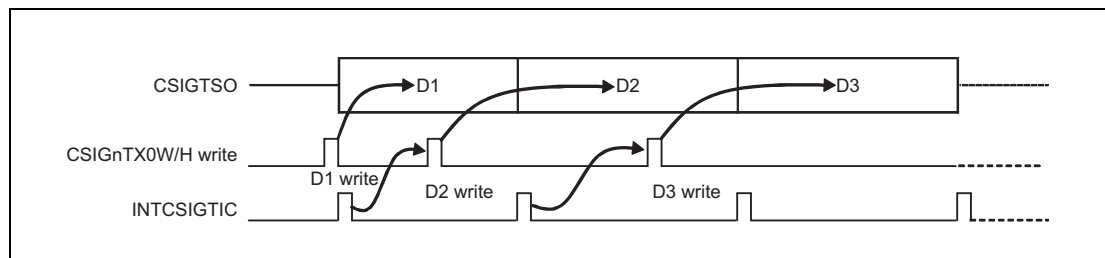 CSIGTSO
D1
D2
D3
CSIGnTX0W/H write
D1 write
D2 write
D3 write
INTCSIGTIC